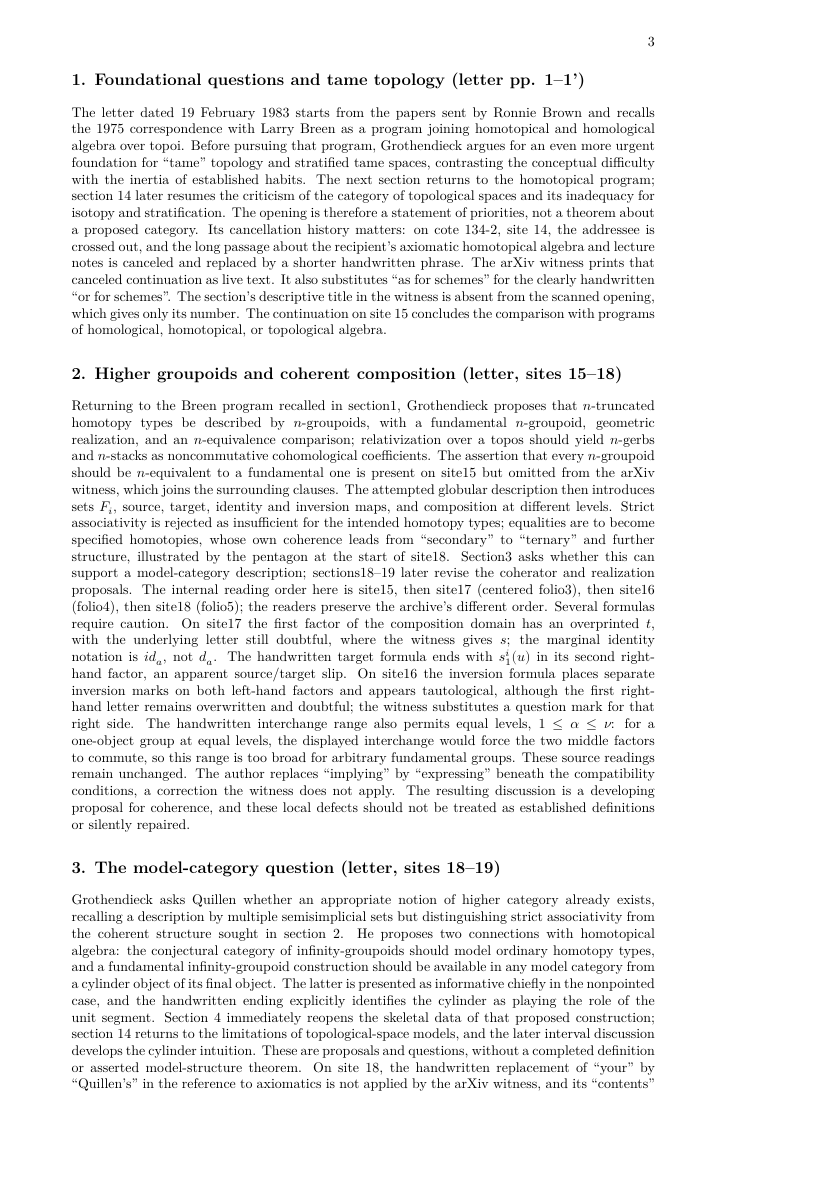 3
1. Foundational questions and tame topology (letter pp. 1–1’)
The letter dated 19 February 1983 starts from the papers sent by Ronnie Brown and recalls
the 1975 correspondence with Larry Breen as a program joining homotopical and homological
algebra over topoi. Before pursuing that program, Grothendieck argues for an even more urgent
foundation for “tame” topology and stratified tame spaces, contrasting the conceptual difficulty
with the inertia of established habits. The next section returns to the homotopical program;
section 14 later resumes the criticism of the category of topological spaces and its inadequacy for
isotopy and stratification. The opening is therefore a statement of priorities, not a theorem about
a proposed category. Its cancellation history matters: on cote 134-2, site 14, the addressee is
crossed out, and the long passage about the recipient’s axiomatic homotopical algebra and lecture
notes is canceled and replaced by a shorter handwritten phrase. The arXiv witness prints that
canceled continuation as live text. It also substitutes “as for schemes” for the clearly handwritten
“or for schemes”. The section’s descriptive title in the witness is absent from the scanned opening,
which gives only its number. The continuation on site 15 concludes the comparison with programs
of homological, homotopical, or topological algebra.
2. Higher groupoids and coherent composition (letter, sites 15–18)
Returning to the Breen program recalled in section1, Grothendieck proposes that n-truncated
homotopy types be described by n-groupoids, with a fundamental n-groupoid, geometric
realization, and an n-equivalence comparison; relativization over a topos should yield n-gerbs
and n-stacks as noncommutative cohomological coefficients. The assertion that every n-groupoid
should be n-equivalent to a fundamental one is present on site15 but omitted from the arXiv
witness, which joins the surrounding clauses. The attempted globular description then introduces
sets F_i, source, target, identity and inversion maps, and composition at different levels. Strict
associativity is rejected as insufficient for the intended homotopy types; equalities are to become
specified homotopies, whose own coherence leads from “secondary” to “ternary” and further
structure, illustrated by the pentagon at the start of site18. Section3 asks whether this can
support a model-category description; sections18–19 later revise the coherator and realization
proposals. The internal reading order here is site15, then site17 (centered folio3), then site16
(folio4), then site18 (folio5); the readers preserve the archive’s different order. Several formulas
require caution. On site17 the first factor of the composition domain has an overprinted t,
with the underlying letter still doubtful, where the witness gives s; the marginal identity
notation is id_a, not d_a. The handwritten target formula ends with s_1^i(u) in its second right-
hand factor, an apparent source/target slip. On site16 the inversion formula places separate
inversion marks on both left-hand factors and appears tautological, although the first right-
hand letter remains overwritten and doubtful; the witness substitutes a question mark for that
right side. The handwritten interchange range also permits equal levels, 1 ≤ α ≤ ν: for a
one-object group at equal levels, the displayed interchange would force the two middle factors
to commute, so this range is too broad for arbitrary fundamental groups. These source readings
remain unchanged. The author replaces “implying” by “expressing” beneath the compatibility
conditions, a correction the witness does not apply. The resulting discussion is a developing
proposal for coherence, and these local defects should not be treated as established definitions
or silently repaired.
3. The model-category question (letter, sites 18–19)
Grothendieck asks Quillen whether an appropriate notion of higher category already exists,
recalling a description by multiple semisimplicial sets but distinguishing strict associativity from
the coherent structure sought in section 2. He proposes two connections with homotopical
algebra: the conjectural category of infinity-groupoids should model ordinary homotopy types,
and a fundamental infinity-groupoid construction should be available in any model category from
a cylinder object of its final object. The latter is presented as informative chiefly in the nonpointed
case, and the handwritten ending explicitly identifies the cylinder as playing the role of the
unit segment. Section 4 immediately reopens the skeletal data of that proposed construction;
section 14 returns to the limitations of topological-space models, and the later interval discussion
develops the cylinder intuition. These are proposals and questions, without a completed definition
or asserted model-structure theorem. On site 18, the handwritten replacement of “your” by
“Quillen’s” in the reference to axiomatics is not applied by the arXiv witness, and its “contents”